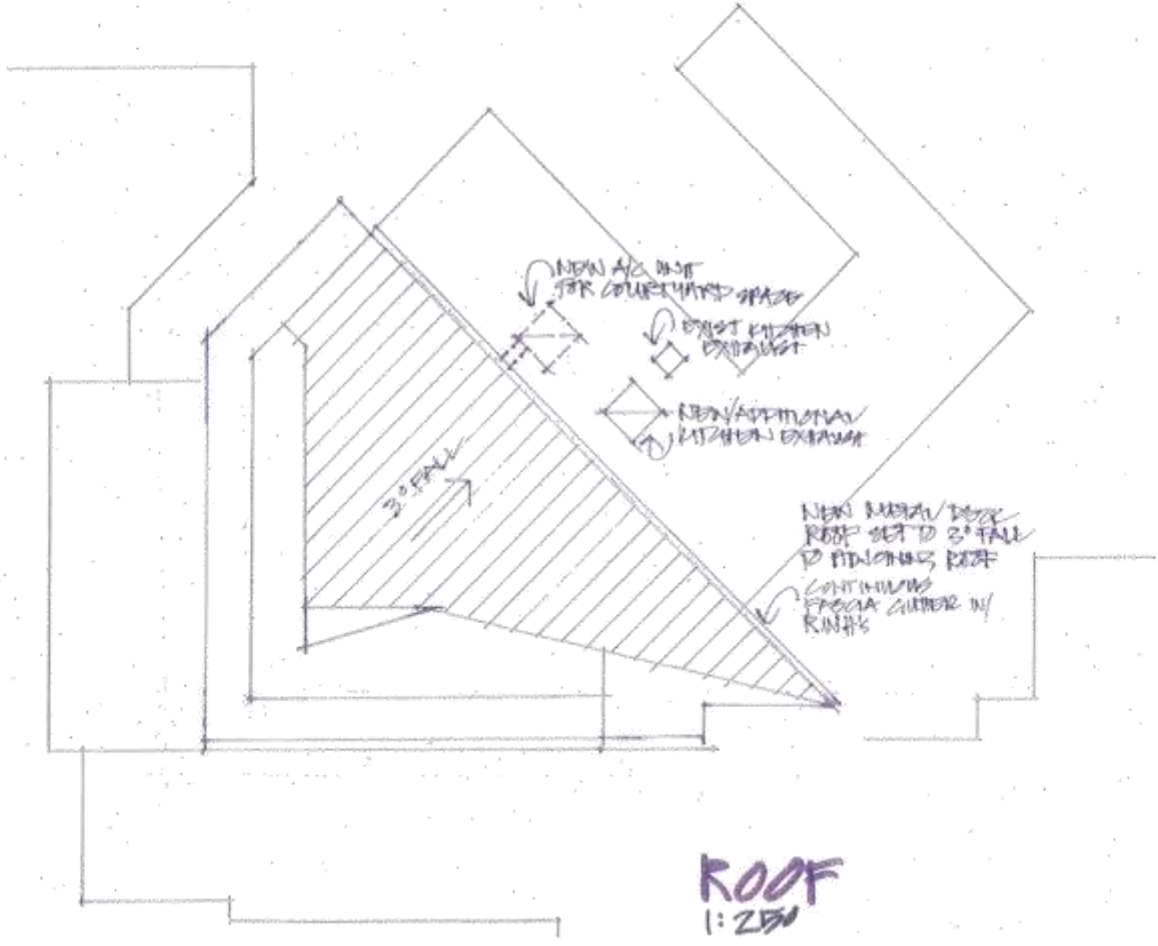 NEW A/C UNIT
FOR COURTYARD SPACE
EXIST KITCHEN
EXHAUST
NEW/ADDITIONAL
KITCHEN EXHAUST
3° FALL
NEW METAL DECK
ROOF SET TO 3° FALL
TO ADJOINING ROOF
CONTINUOUS
FASCIA GUTTER W/
ROOF
1:250